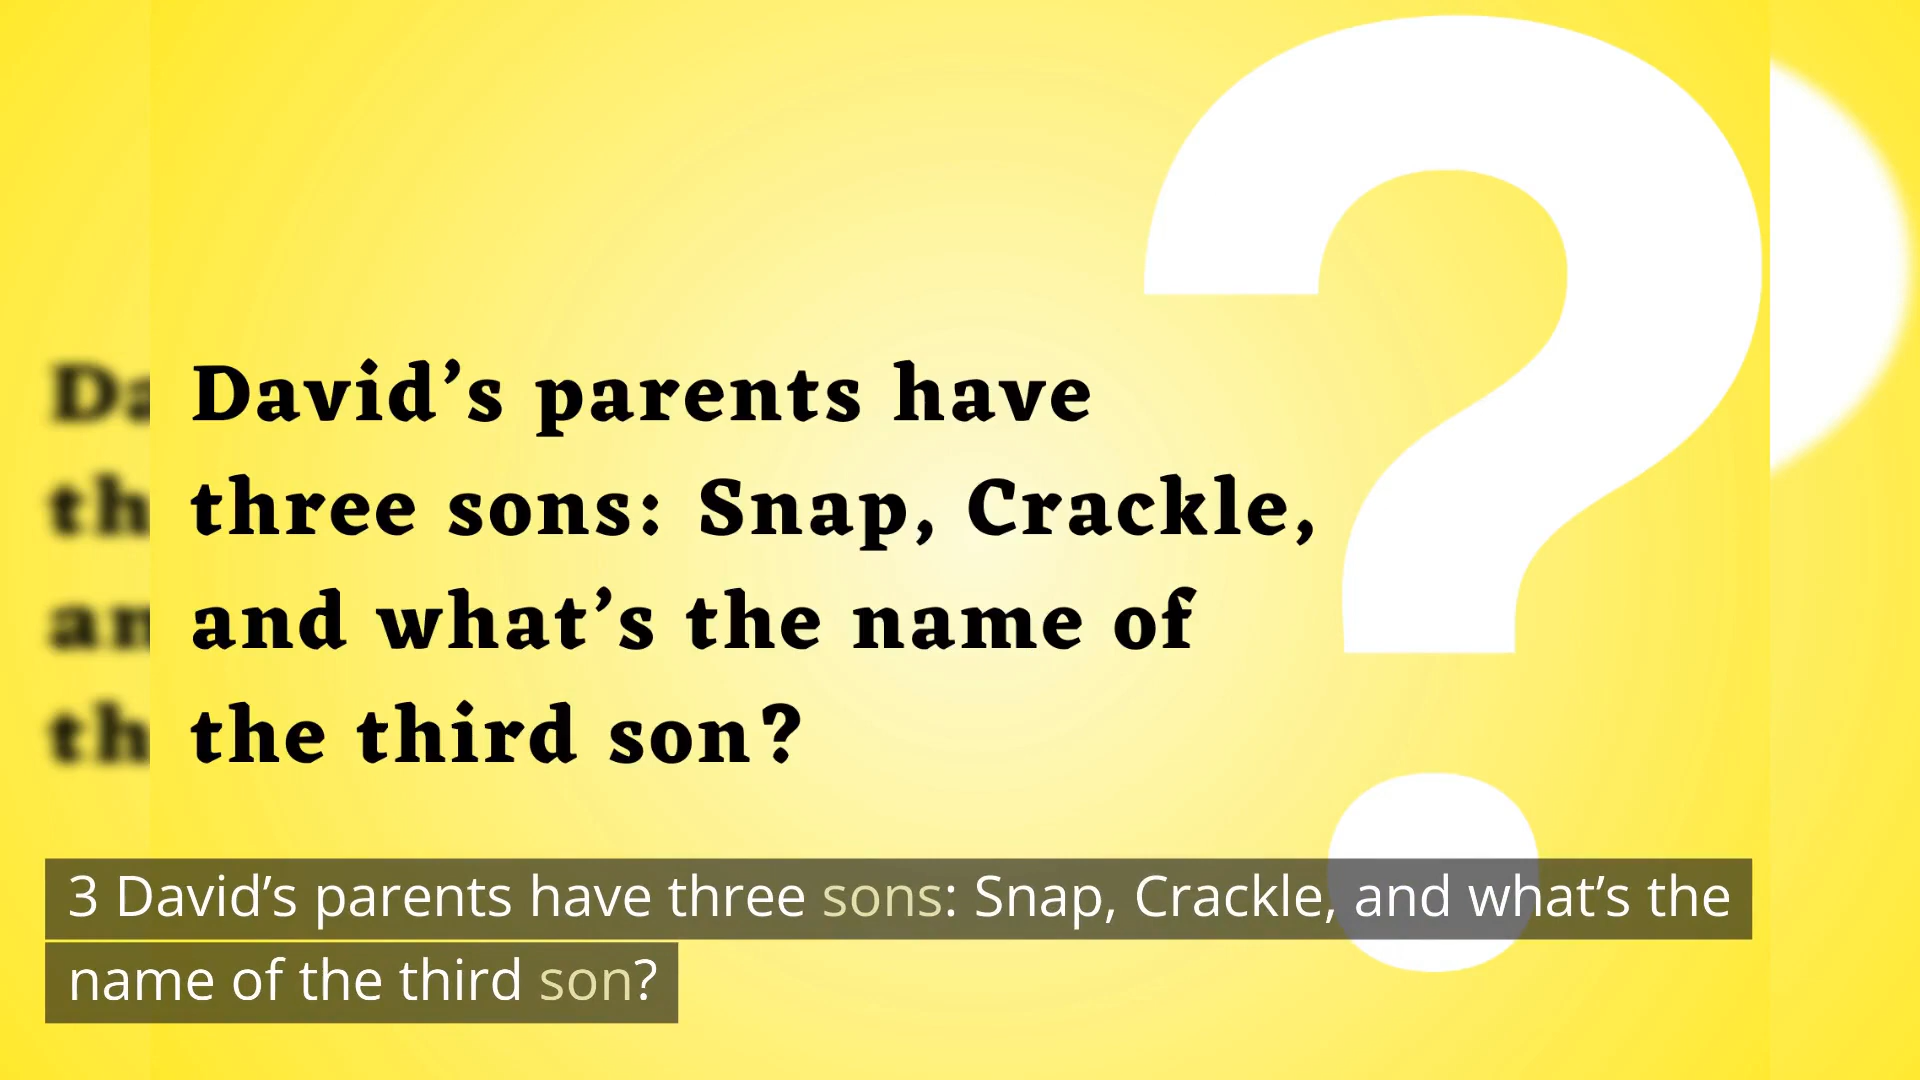 David’s parents have
three sons: Snap, Crackle,
and what’s the name of
the third son?
3 David’s parents have three sons: Snap, Crackle, and what’s the
name of the third son?